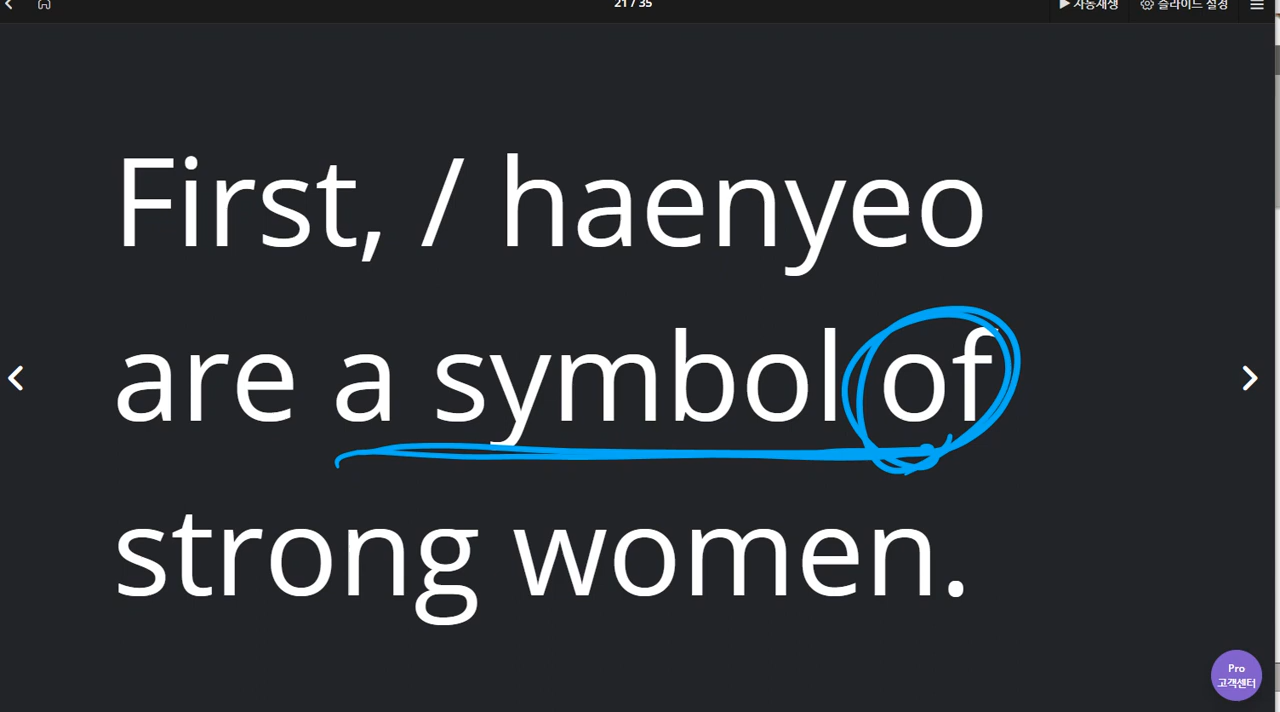 21 / 35
▶ 자동재생 슬라이드 설정
First, / haenyeo
are a symbol of
strong women.
Pro
고객센터